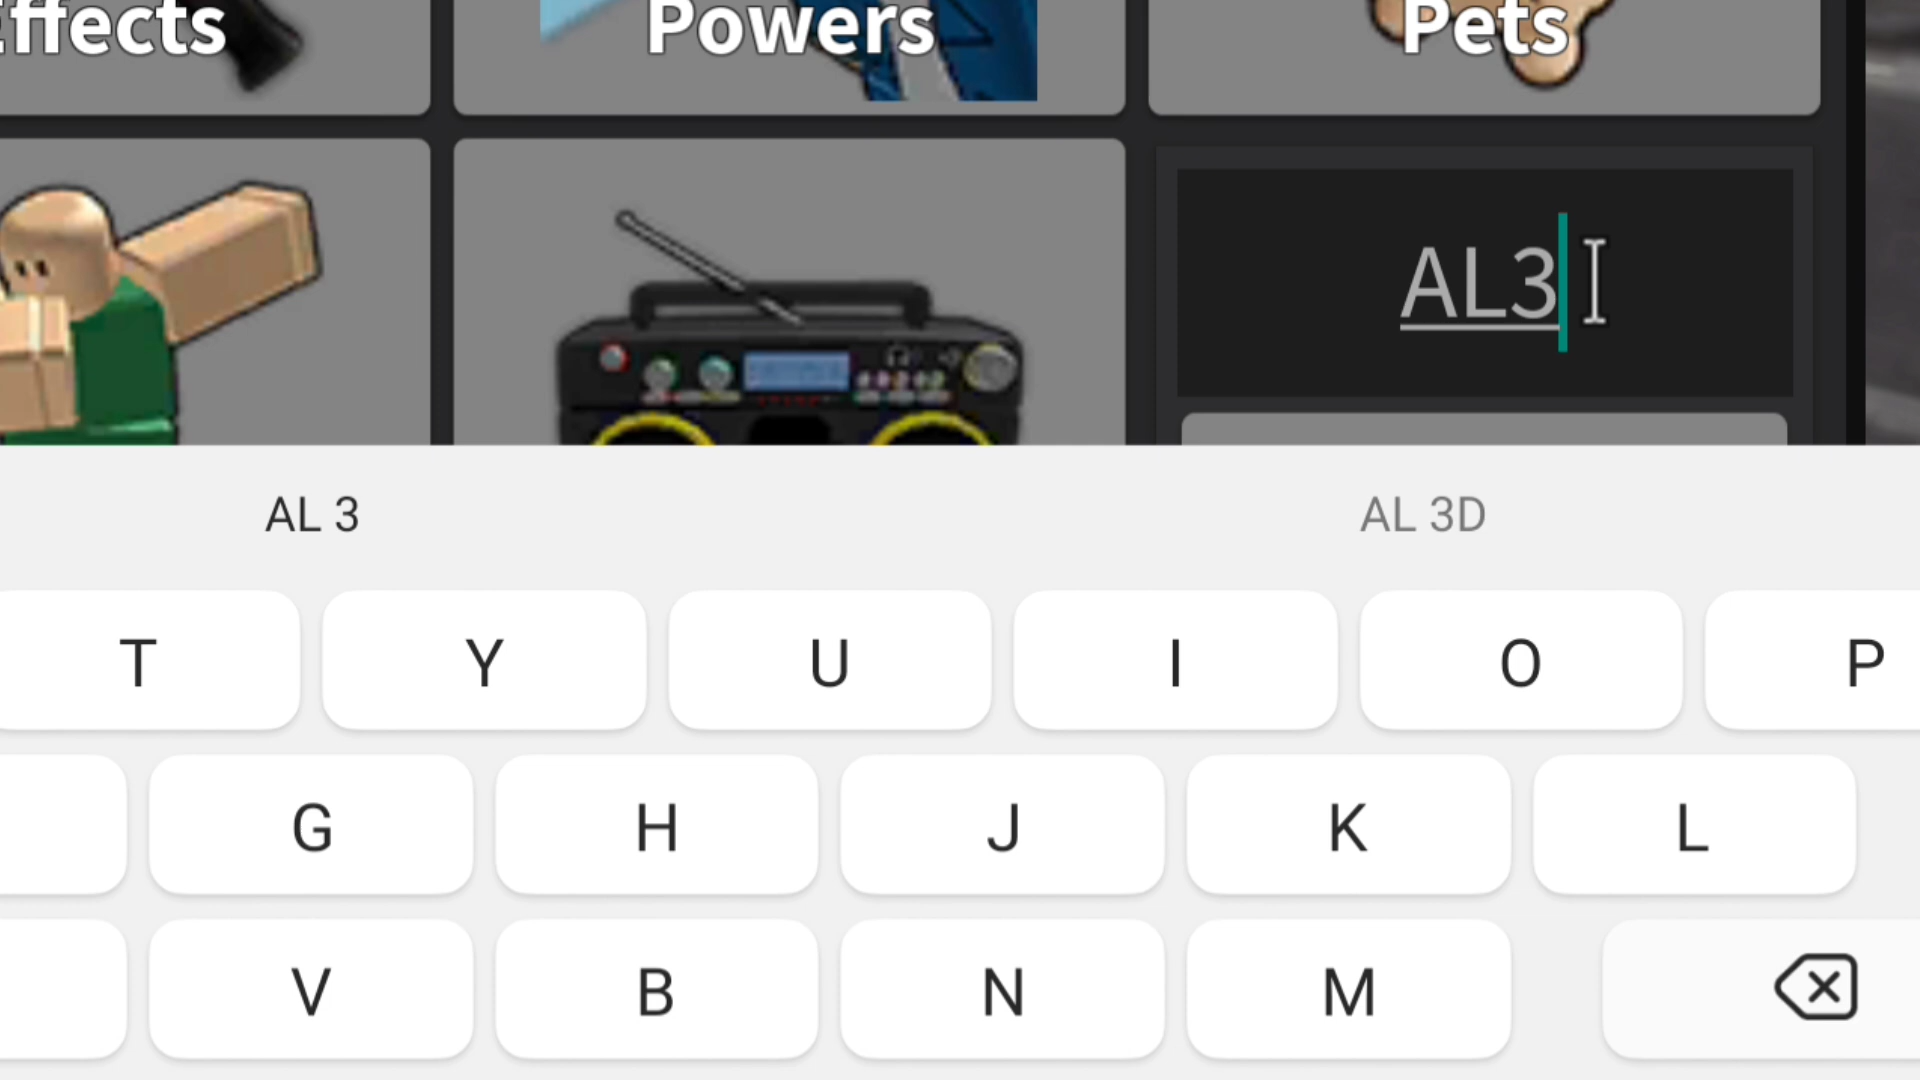 Effects Powers Pets
AL3
AL 3 AL 3D
T Y U I O P
G H J K L
V B N M